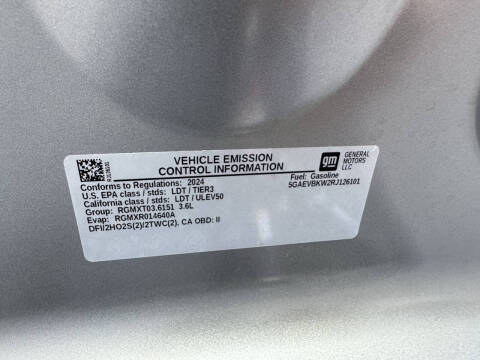 VEHICLE EMISSION
CONTROL INFORMATION
gm
GENERAL
MOTORS
LLC
Conforms to Regulations: 2024
Fuel: Gasoline
U.S. EPA class / stds: LDT / TIER3
5GAEVBKW2RJ126101
California class / stds: LDT / ULEV50
Group: RGMXT03.6151 3.6L
Evap: RGMXR014640A
DFI/2HO2S(2)/2TWC(2), CA OBD: II